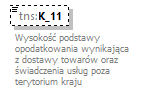 tns:K_11
Wysokość podstawy
opodatkowania wynikająca
z dostawy towarów oraz
świadczenia usług poza
terytorium kraju